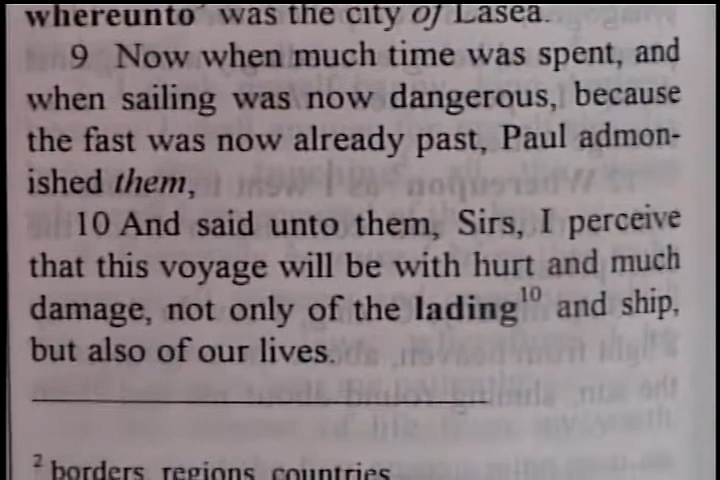 whereunto was the city of Lasea.
9 Now when much time was spent, and
when sailing was now dangerous, because
the fast was now already past, Paul admon-
ished them,
10 And said unto them, Sirs, I perceive
that this voyage will be with hurt and much
damage, not only of the lading¹⁰ and ship,
but also of our lives.
² borders regions countries